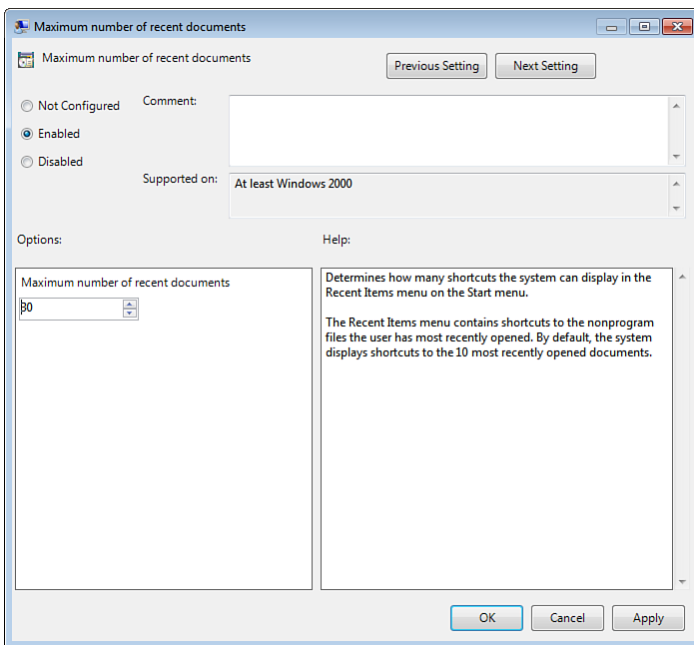 Maximum number of recent documents
Maximum number of recent documents
Previous Setting
Next Setting
Not Configured
Comment:
Enabled
Disabled
Supported on:
At least Windows 2000
Options:
Help:
Maximum number of recent documents
30
Determines how many shortcuts the system can display in the
Recent Items menu on the Start menu.
The Recent Items menu contains shortcuts to the nonprogram
files the user has most recently opened. By default, the system
displays shortcuts to the 10 most recently opened documents.
OK
Cancel
Apply